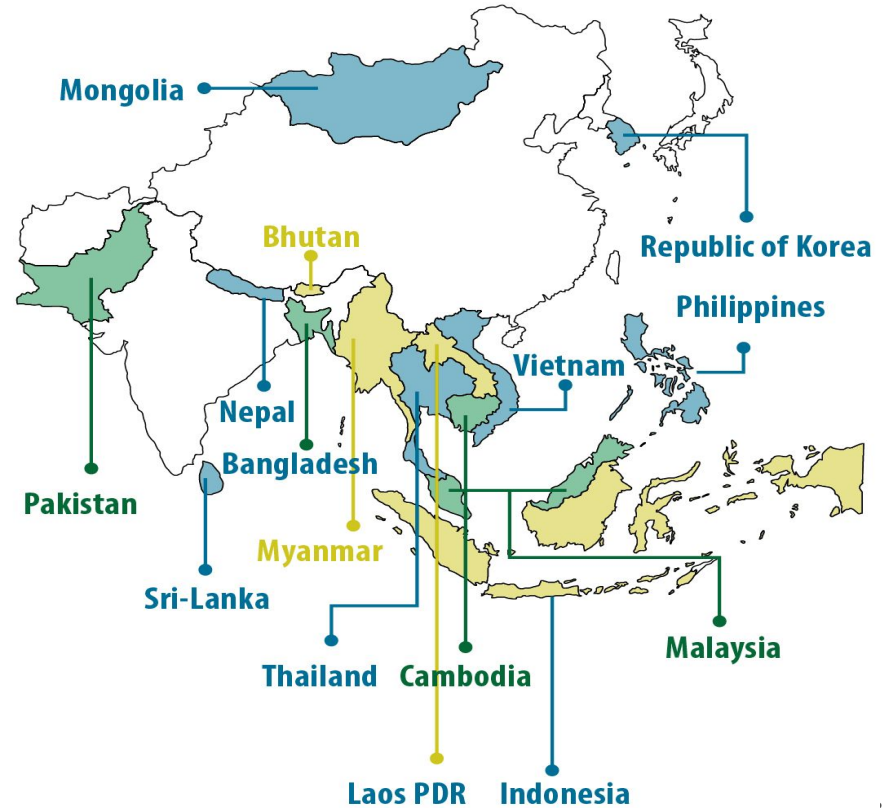 Mongolia
Bhutan
Republic of Korea
Philippines
Vietnam
Nepal
Bangladesh
Pakistan
Myanmar
Sri-Lanka
Malaysia
Thailand
Cambodia
Laos PDR
Indonesia